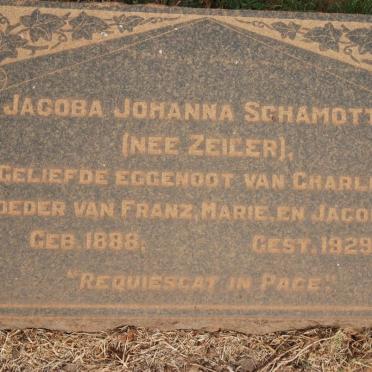 JACOBA JOHANNA SCHAMOTT
(NEE ZEILER),
GELIEFDE EGGENOOT VAN CHARL
OEDER VAN FRANZ, MARIE, EN JACO
GEB. 1888. GEST. 1929
"REQUIESCAT IN PACE."